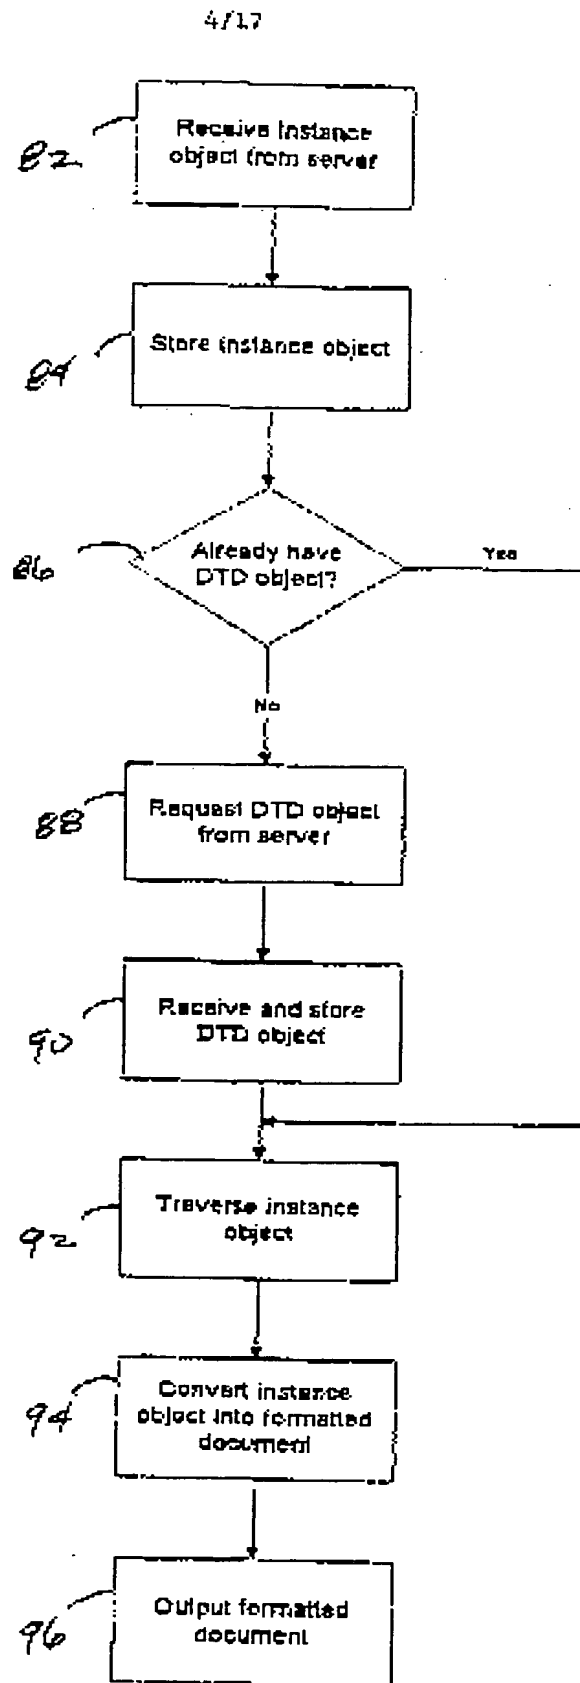 4/17
82
Receive instance
object from server
84
Store instance object
86
Already have
DTD object?
Yes
No
88
Request DTD object
from server
90
Receive and store
DTD object
92
Traverse instance
object
94
Convert instance
object into formatted
document
96
Output formatted
document